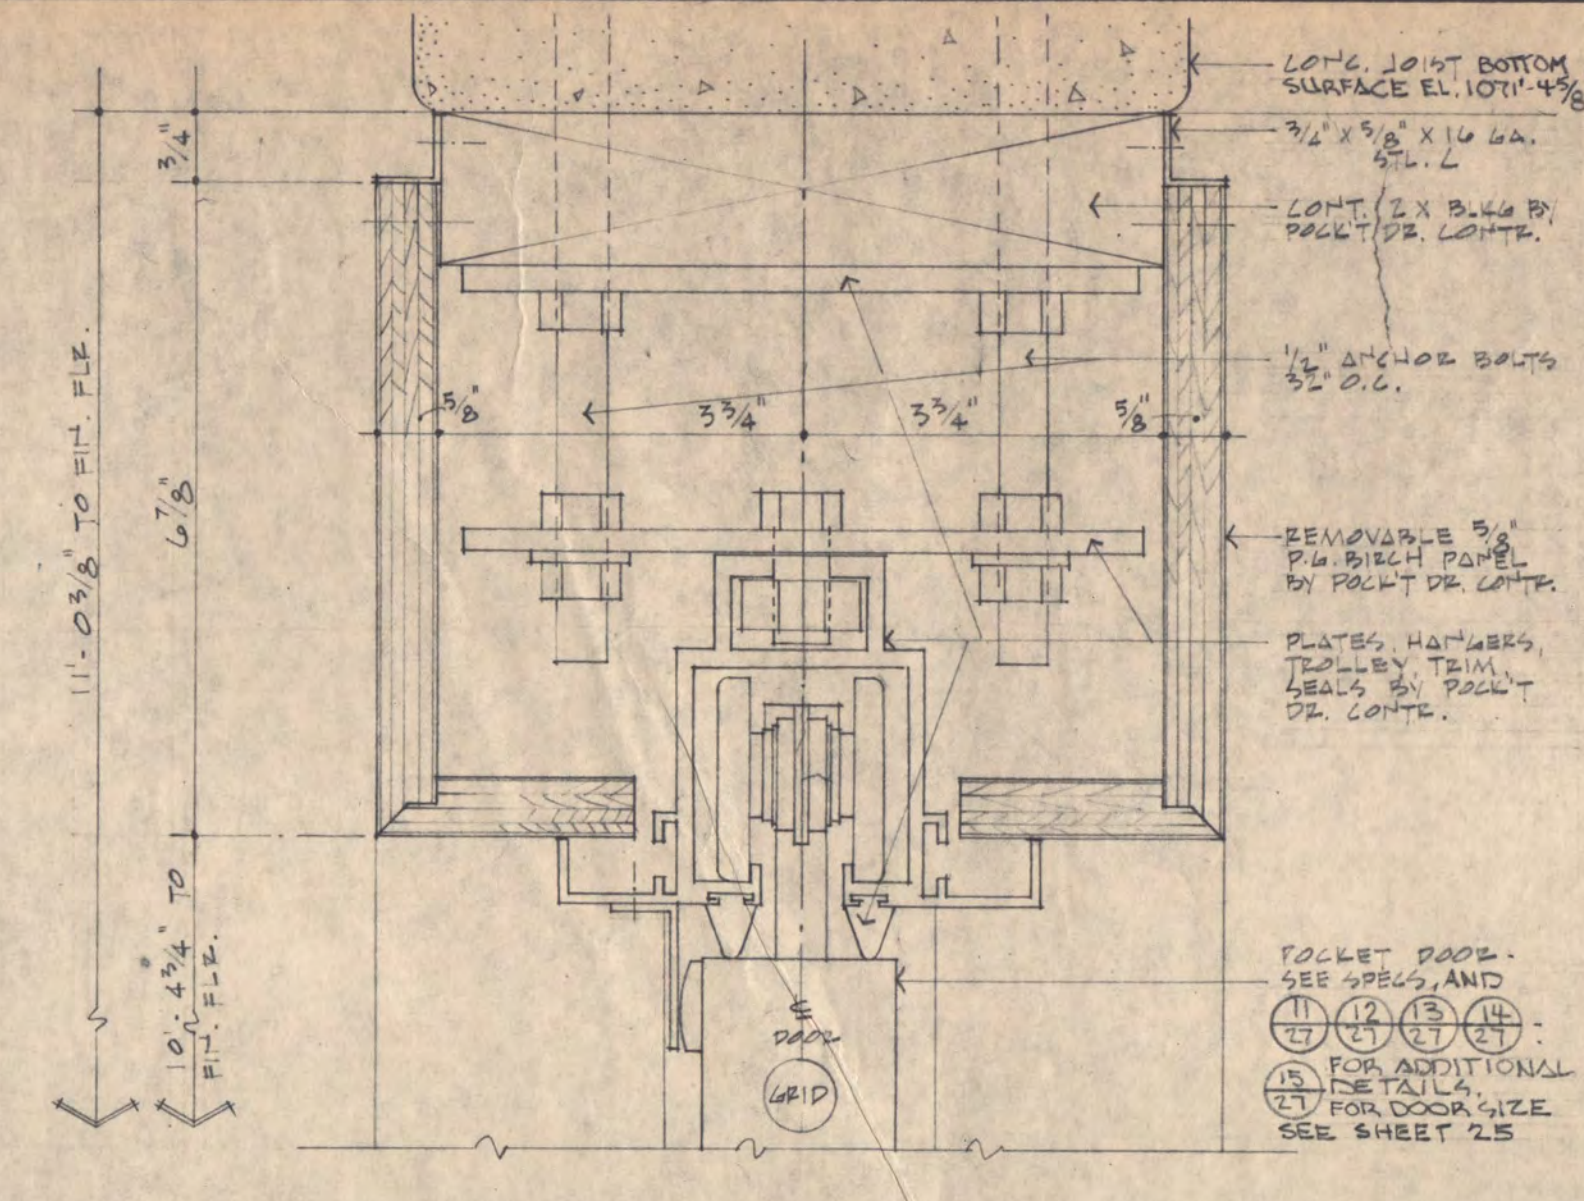 CONC. JOIST BOTTOM
SURFACE EL. 1071'-4 5/8
3/4" X 5/8" X 16 GA.
STL. L
CONT. 2 X BLKG BY
POCK'T DR. CONTR.
1/2" ANCHOR BOLTS
32" O.C.
REMOVABLE 5/8"
P.G. BIRCH PANEL
BY POCK'T DR. CONTR.
PLATES, HANGERS,
TROLLEY, TRIM,
SEALS BY POCK'T
DR. CONTR.
POCKET DOOR -
SEE SPECS, AND
11/27 12/27 13/27 14/27 :
15/27 FOR ADDITIONAL
DETAILS.
FOR DOOR SIZE
SEE SHEET 25
3/4"
11'-0 3/8" TO FIN. FLR.
6 7/8"
10'-4 3/4" TO
FIN. FLR.
5/8"
3 3/4"
3 3/4"
5/8"
DOOR
GRID